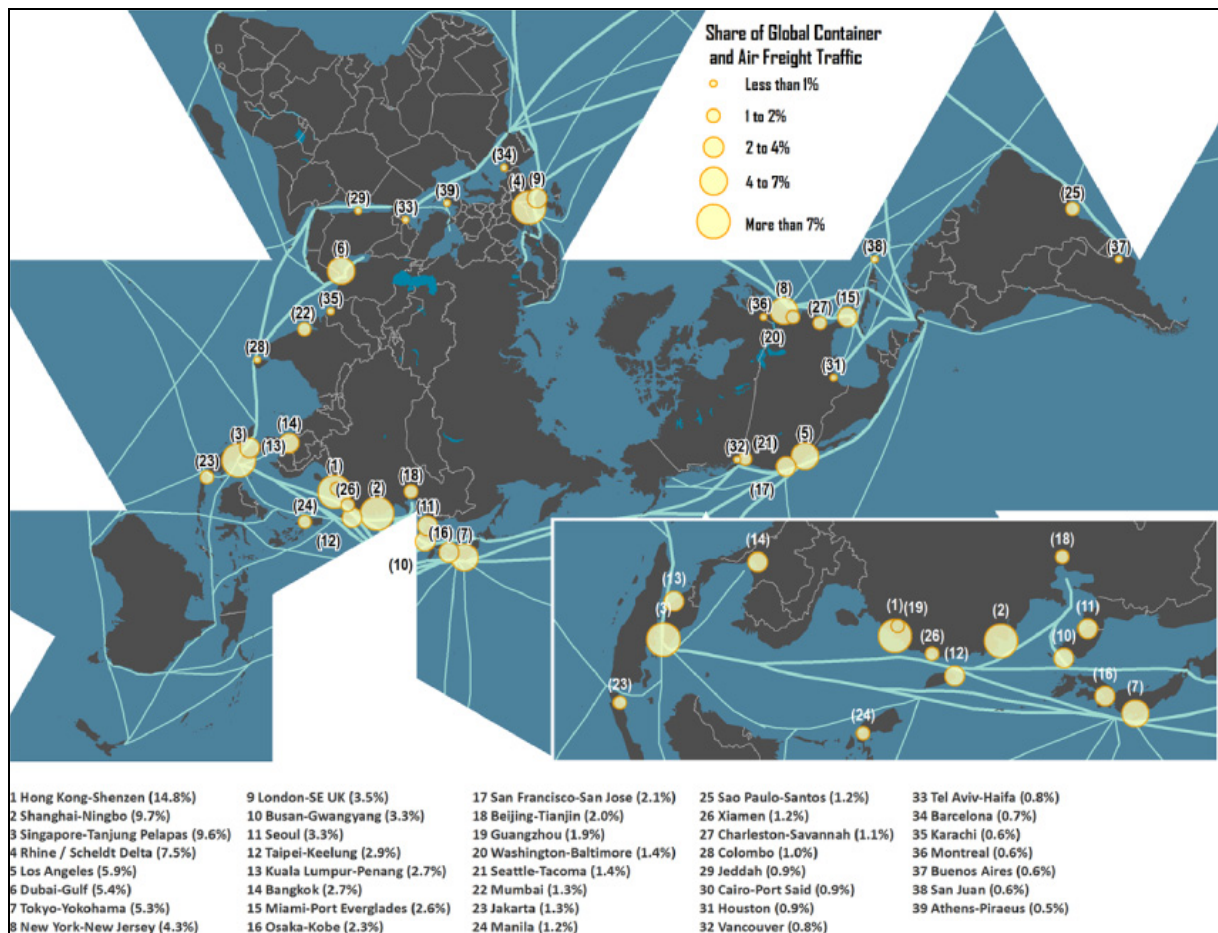 Share of Global Container
and Air Freight Traffic
Less than 1%
1 to 2%
2 to 4%
4 to 7%
More than 7%
(34)
(4)
(9)
(39)
(29)
(33)
(25)
(6)
(38)
(37)
(35)
(22)
(8)
(36)
(27)
(15)
(20)
(28)
(31)
(14)
(3)
(13)
(32)
(21)
(5)
(23)
(1)
(18)
(17)
(26)
(2)
(24)
(11)
(12)
(16)
(7)
(10)
(14)
(18)
(13)
(3)
(1)
(19)
(2)
(11)
(26)
(10)
(12)
(23)
(16)
(7)
(24)
1 Hong Kong-Shenzen (14.8%)
2 Shanghai-Ningbo (9.7%)
3 Singapore-Tanjung Pelapas (9.6%)
4 Rhine / Scheldt Delta (7.5%)
5 Los Angeles (5.9%)
6 Dubai-Gulf (5.4%)
7 Tokyo-Yokohama (5.3%)
8 New York-New Jersey (4.3%)
9 London-SE UK (3.5%)
10 Busan-Gwangyang (3.3%)
11 Seoul (3.3%)
12 Taipei-Keelung (2.9%)
13 Kuala Lumpur-Penang (2.7%)
14 Bangkok (2.7%)
15 Miami-Port Everglades (2.6%)
16 Osaka-Kobe (2.3%)
17 San Francisco-San Jose (2.1%)
18 Beijing-Tianjin (2.0%)
19 Guangzhou (1.9%)
20 Washington-Baltimore (1.4%)
21 Seattle-Tacoma (1.4%)
22 Mumbai (1.3%)
23 Jakarta (1.3%)
24 Manila (1.2%)
25 Sao Paulo-Santos (1.2%)
26 Xiamen (1.2%)
27 Charleston-Savannah (1.1%)
28 Colombo (1.0%)
29 Jeddah (0.9%)
30 Cairo-Port Said (0.9%)
31 Houston (0.9%)
32 Vancouver (0.8%)
33 Tel Aviv-Haifa (0.8%)
34 Barcelona (0.7%)
35 Karachi (0.6%)
36 Montreal (0.6%)
37 Buenos Aires (0.6%)
38 San Juan (0.6%)
39 Athens-Piraeus (0.5%)